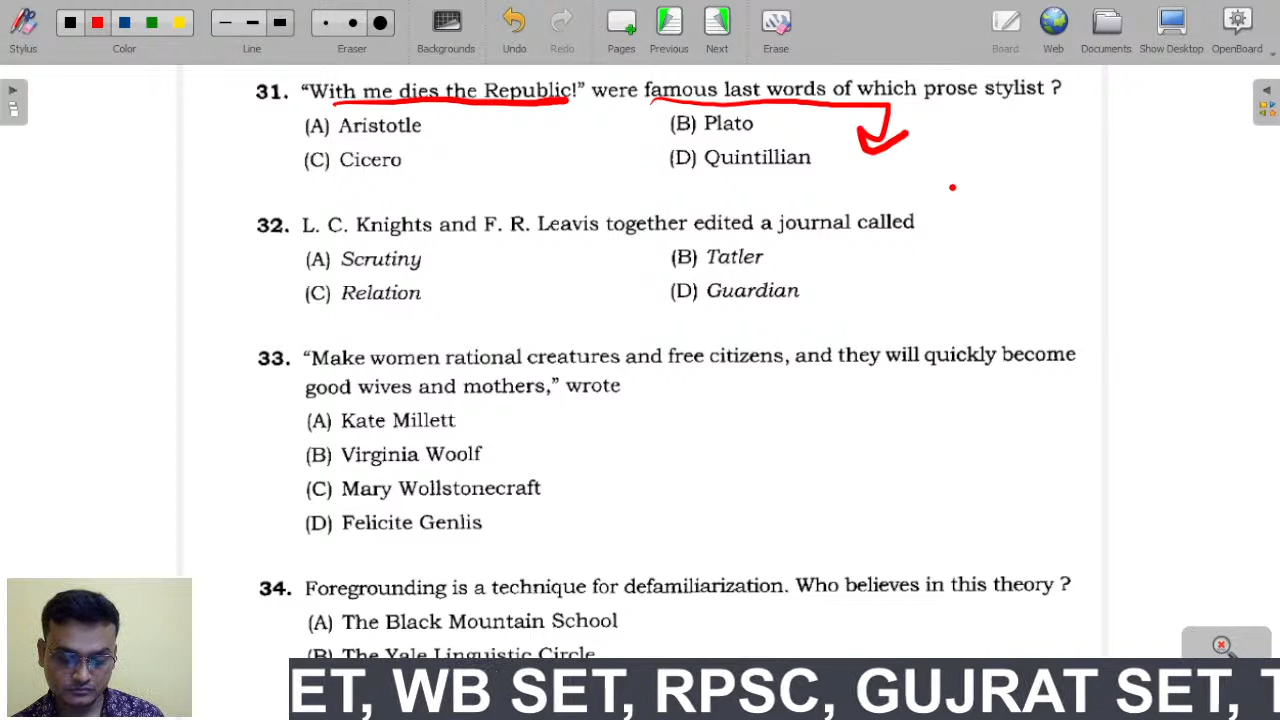 Stylus
Color
Line
Eraser
Backgrounds
Undo
Redo
Pages
Previous
Next
Erase
Board
Web
Documents
Show Desktop
OpenBoard
31. “With me dies the Republic!” were famous last words of which prose stylist ?
(A) Aristotle
(B) Plato
(C) Cicero
(D) Quintillian
32. L. C. Knights and F. R. Leavis together edited a journal called
(A) Scrutiny
(B) Tatler
(C) Relation
(D) Guardian
33. “Make women rational creatures and free citizens, and they will quickly become
good wives and mothers,” wrote
(A) Kate Millett
(B) Virginia Woolf
(C) Mary Wollstonecraft
(D) Felicite Genlis
34. Foregrounding is a technique for defamiliarization. Who believes in this theory ?
(A) The Black Mountain School
(B) The Yale Linguistic Circle
ET, WB SET, RPSC, GUJRAT SET, T